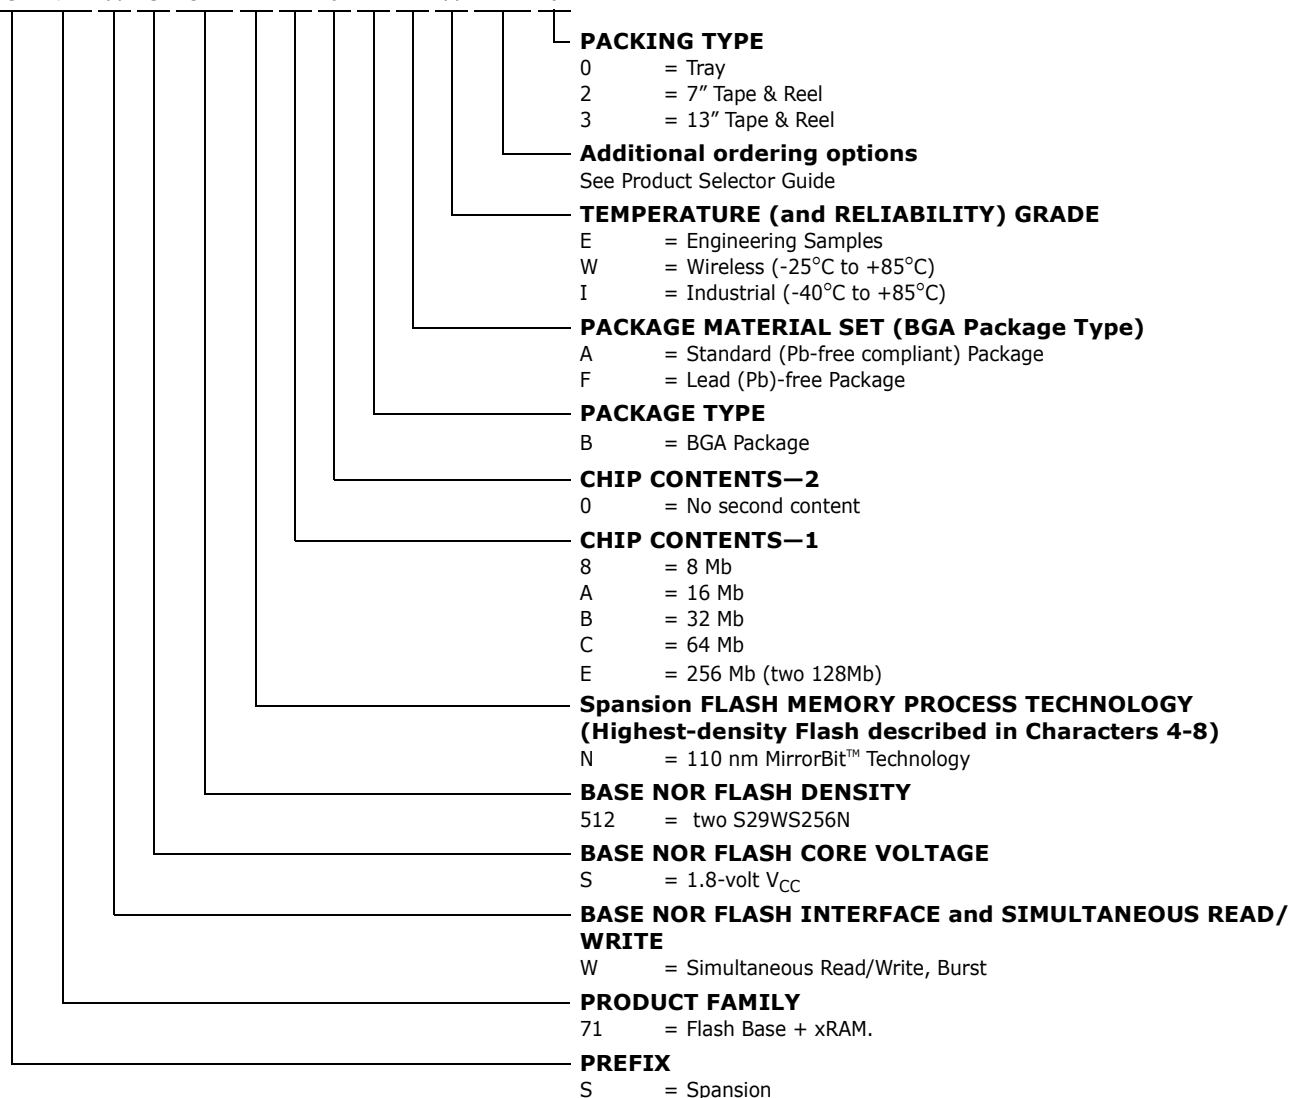 PACKING TYPE
0 = Tray
2 = 7″ Tape & Reel
3 = 13″ Tape & Reel
Additional ordering options
See Product Selector Guide
TEMPERATURE (and RELIABILITY) GRADE
E = Engineering Samples
W = Wireless (-25°C to +85°C)
I = Industrial (-40°C to +85°C)
PACKAGE MATERIAL SET (BGA Package Type)
A = Standard (Pb-free compliant) Package
F = Lead (Pb)-free Package
PACKAGE TYPE
B = BGA Package
CHIP CONTENTS—2
0 = No second content
CHIP CONTENTS—1
8 = 8 Mb
A = 16 Mb
B = 32 Mb
C = 64 Mb
E = 256 Mb (two 128Mb)
Spansion FLASH MEMORY PROCESS TECHNOLOGY
(Highest-density Flash described in Characters 4-8)
N = 110 nm MirrorBit™ Technology
BASE NOR FLASH DENSITY
512 = two S29WS256N
BASE NOR FLASH CORE VOLTAGE
S = 1.8-volt VCC
BASE NOR FLASH INTERFACE and SIMULTANEOUS READ/
WRITE
W = Simultaneous Read/Write, Burst
PRODUCT FAMILY
71 = Flash Base + xRAM.
PREFIX
S = Spansion